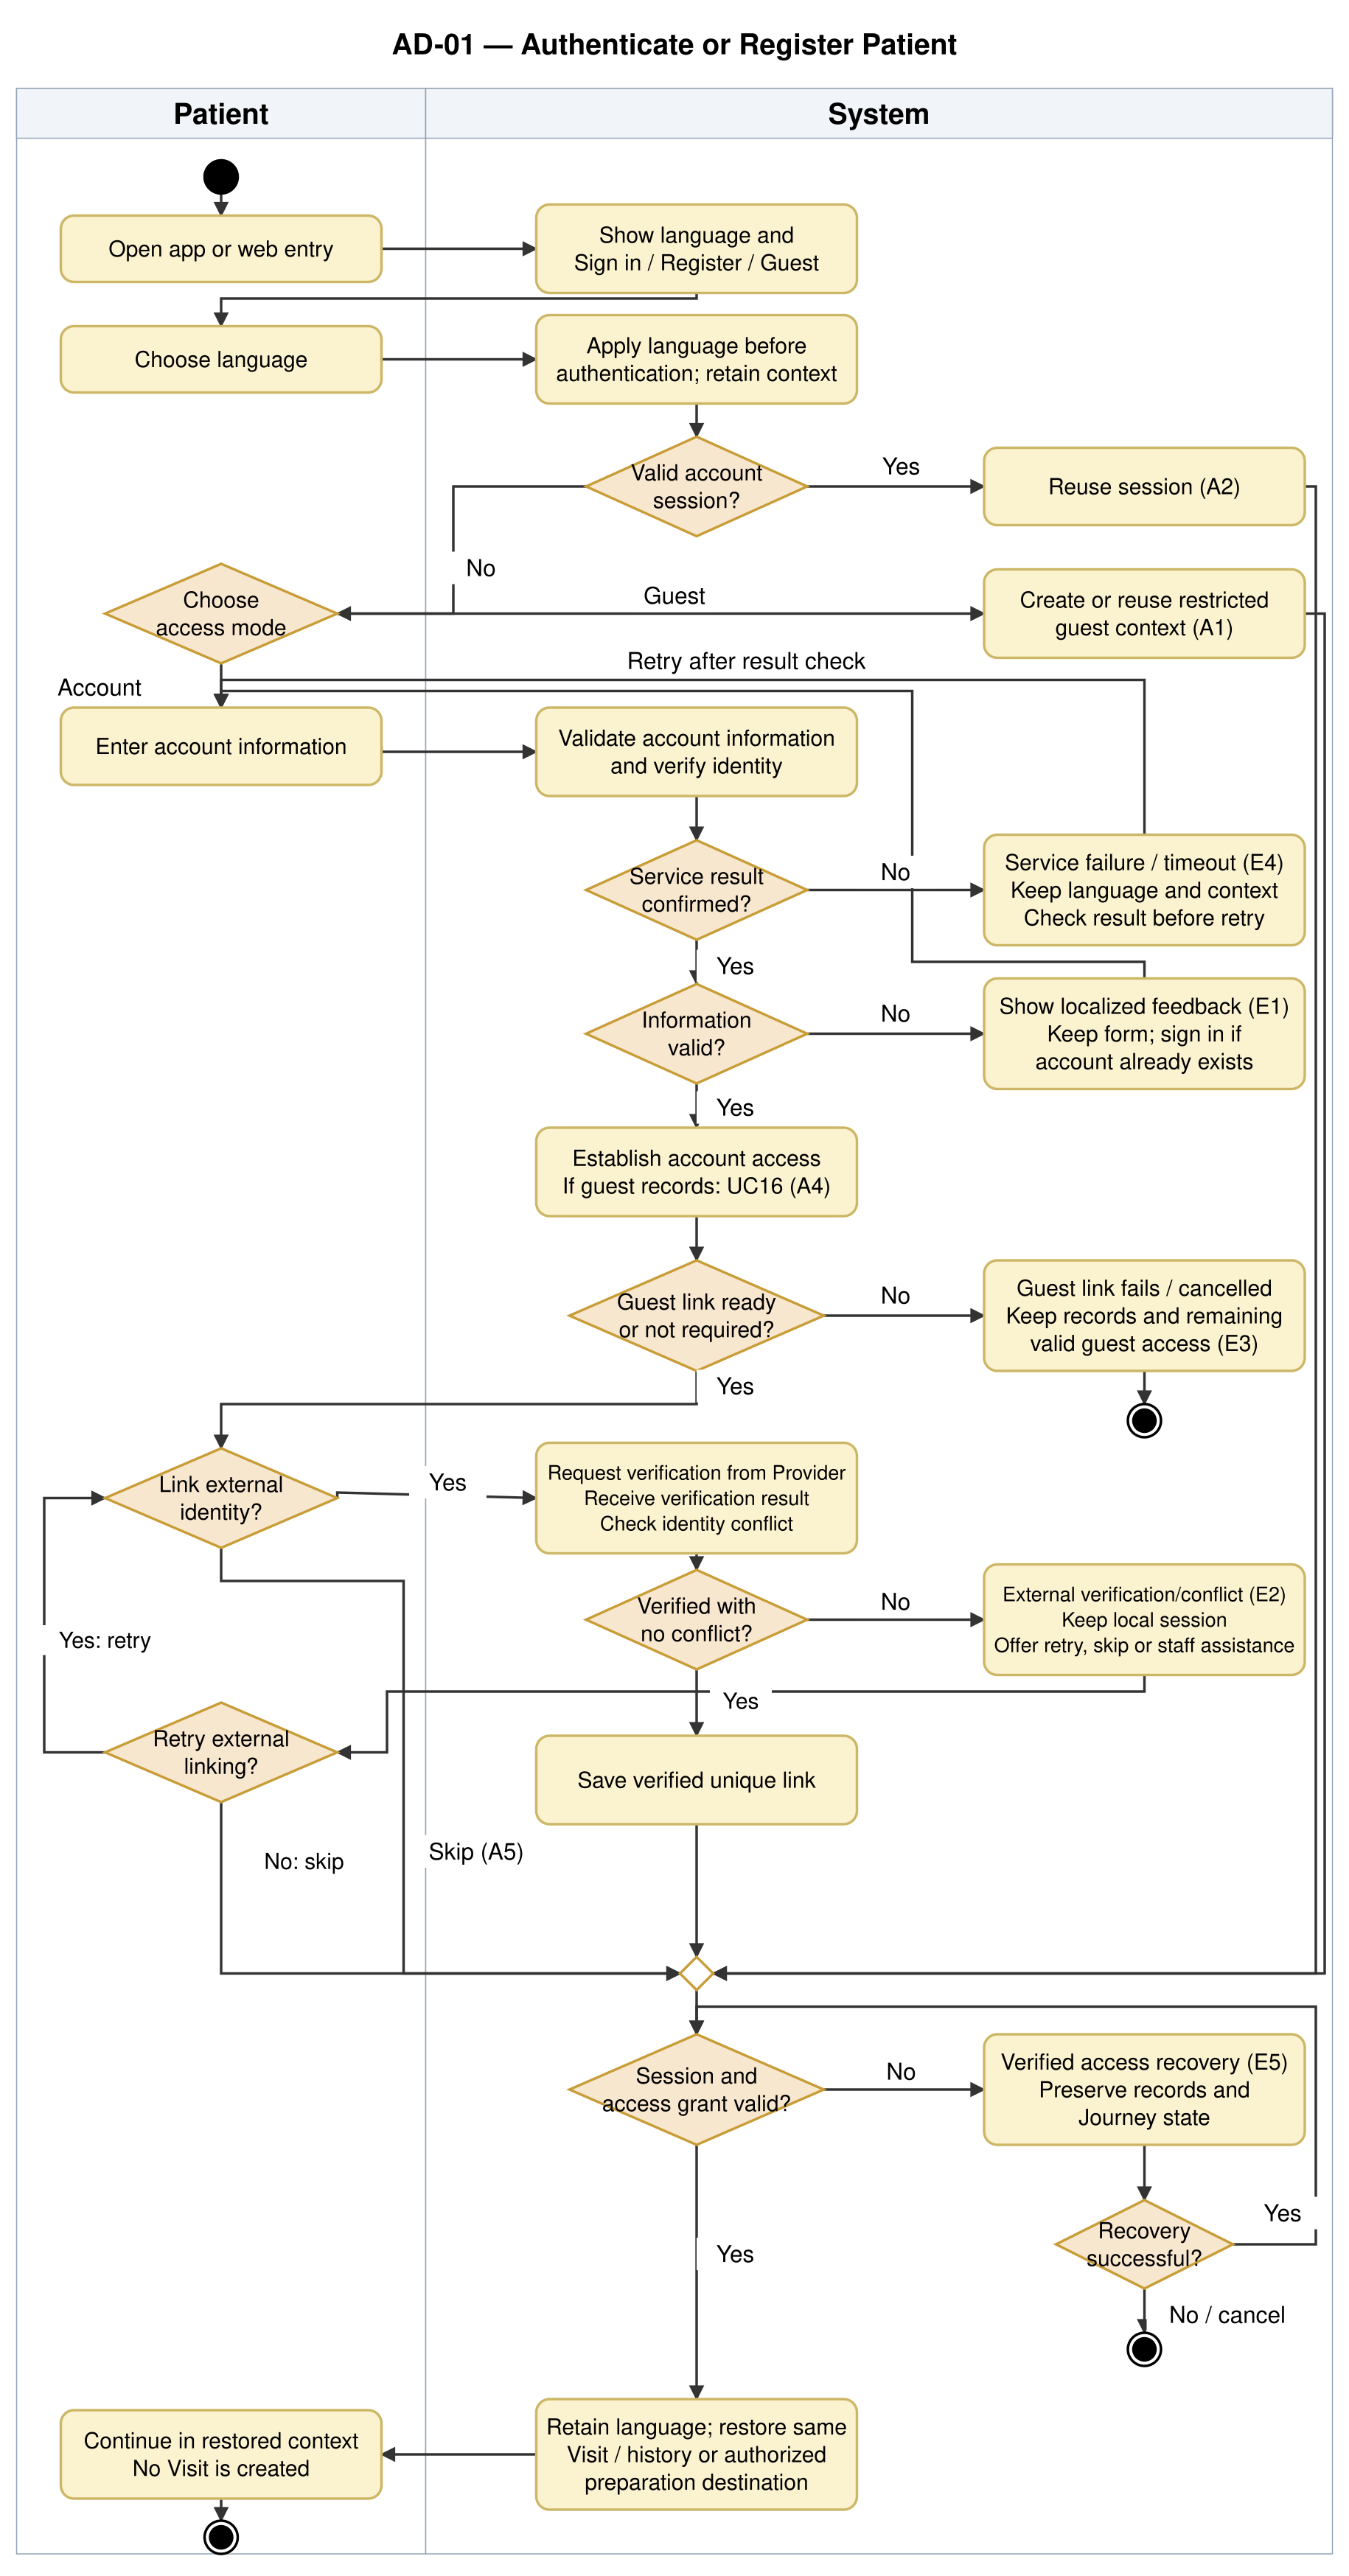 AD-01 — Authenticate or Register Patient
Patient
System
Open app or web entry
Show language and
Sign in / Register / Guest
Choose language
Apply language before
authentication; retain context
Valid account
session?
Yes
Reuse session (A2)
No
Choose
access mode
Guest
Create or reuse restricted
guest context (A1)
Retry after result check
Account
Enter account information
Validate account information
and verify identity
Service result
confirmed?
No
Service failure / timeout (E4)
Keep language and context
Check result before retry
Yes
Information
valid?
No
Show localized feedback (E1)
Keep form; sign in if
account already exists
Yes
Establish account access
If guest records: UC16 (A4)
Guest link ready
or not required?
No
Guest link fails / cancelled
Keep records and remaining
valid guest access (E3)
Yes
Link external
identity?
Yes
Request verification from Provider
Receive verification result
Check identity conflict
Verified with
no conflict?
No
External verification/conflict (E2)
Keep local session
Offer retry, skip or staff assistance
Yes: retry
Yes
Retry external
linking?
Save verified unique link
No: skip
Skip (A5)
Session and
access grant valid?
No
Verified access recovery (E5)
Preserve records and
Journey state
Yes
Recovery
successful?
Yes
No / cancel
Continue in restored context
No Visit is created
Retain language; restore same
Visit / history or authorized
preparation destination